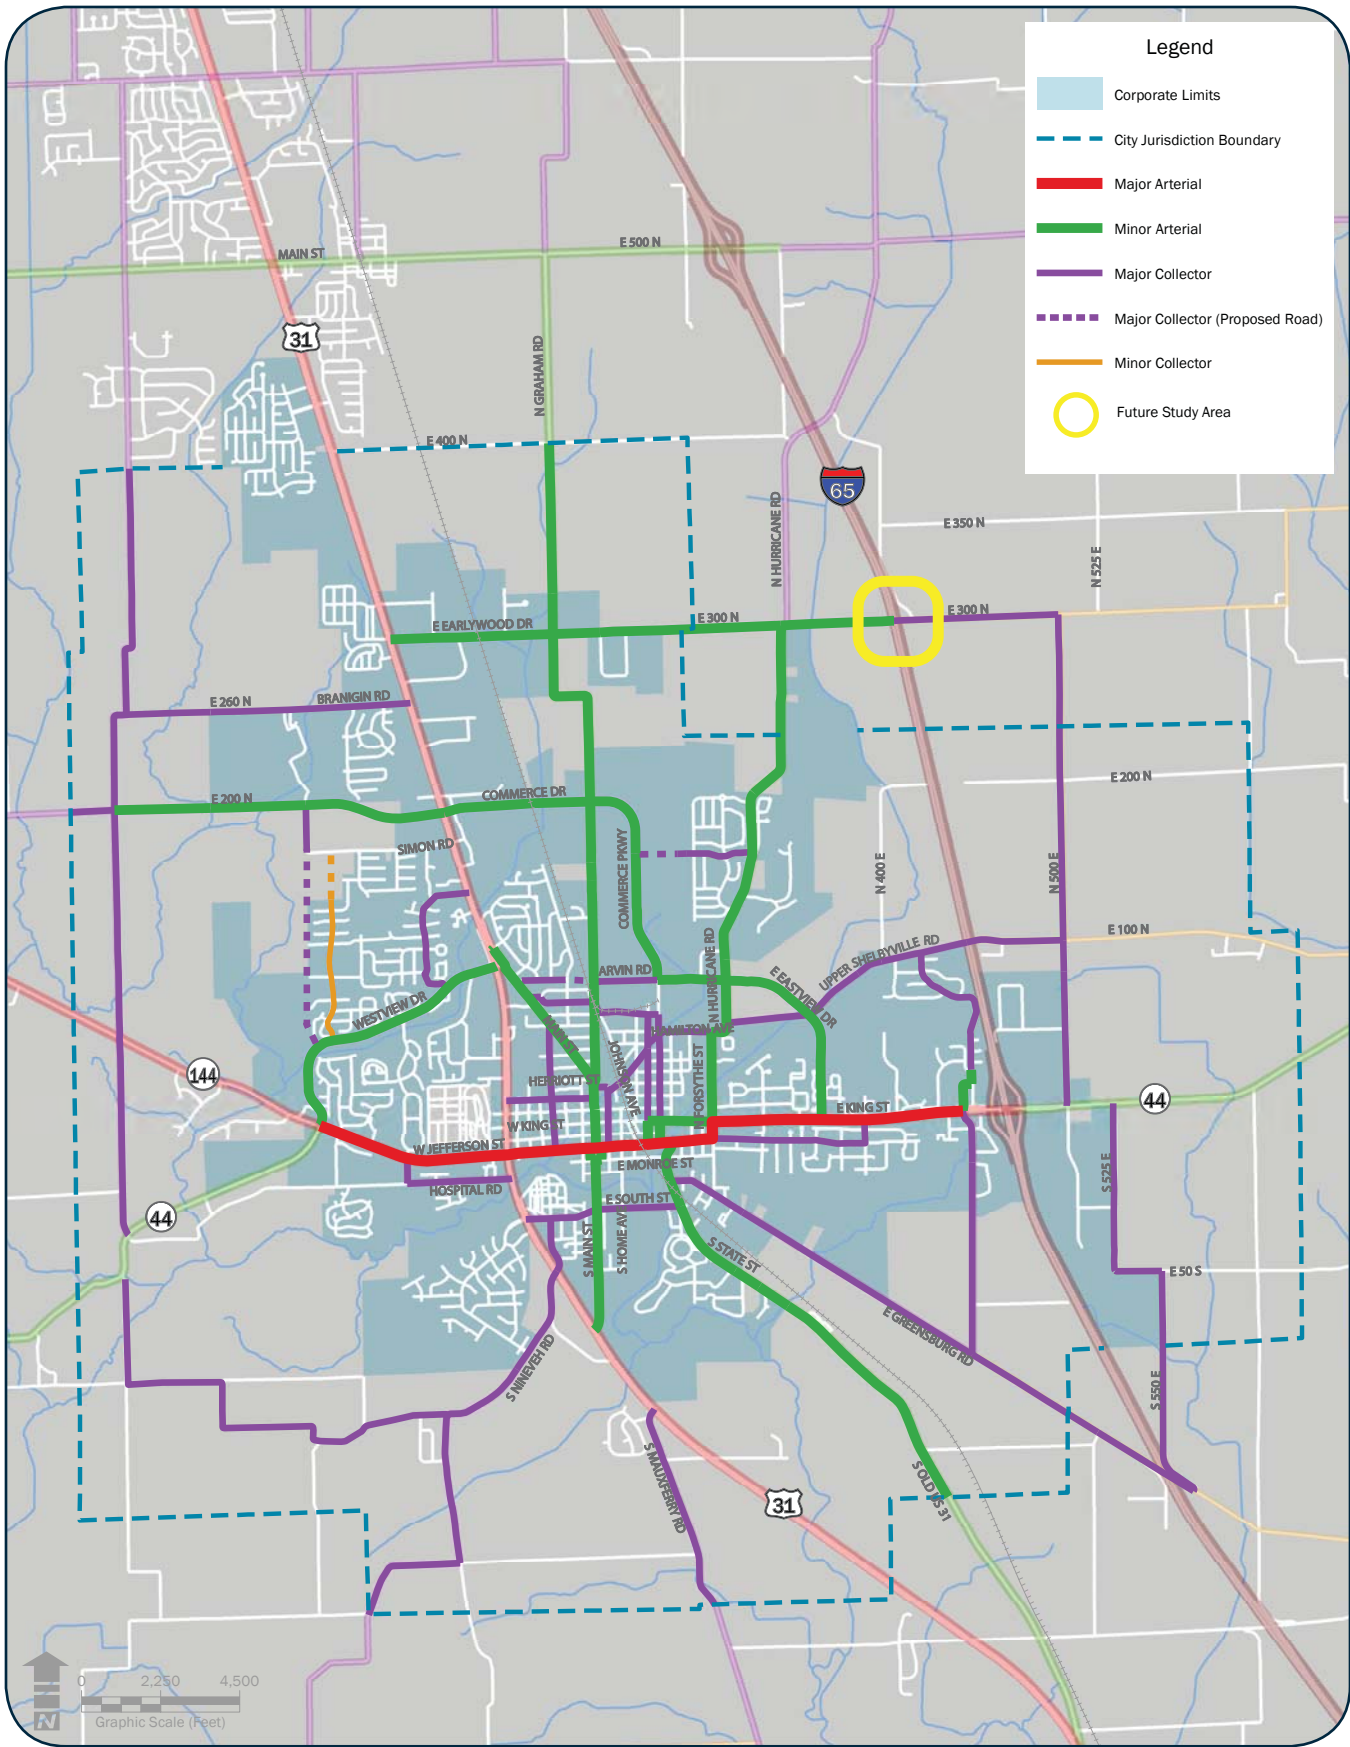 Legend
Corporate Limits
City Jurisdiction Boundary
Major Arterial
Minor Arterial
Major Collector
Major Collector (Proposed Road)
Minor Collector
Future Study Area
MAIN ST
E 500 N
31
N GRAHAM RD
E 400 N
65
N HURRICANE RD
E 350 N
N 525 E
E EARLYWOOD DR
E 300 N
E 300 N
E 260 N
BRANIGIN RD
E 200 N
COMMERCE DR
E 200 N
SIMON RD
COMMERCE PKWY
N 400 E
N 500 E
E 100 N
UPPER SHELBYVILLE RD
N HURRICANE RD
ARVIN RD
E EASTVIEW DR
WESTVIEW DR
MAIN ST
HAMILTON AVE
JOHNSON AVE
N FORSYTHE ST
144
HERRIOTT ST
44
E KING ST
W KING ST
W JEFFERSON ST
E MONROE ST
HOSPITAL RD
E SOUTH ST
S 525 E
44
S MAIN ST
S HOME AVE
S STATE ST
E 50 S
E GREENSBURG RD
S NINEVEH RD
S 550 E
S MAUXFERRY RD
S OLD US 31
31
0 2,250 4,500
Graphic Scale (Feet)
N